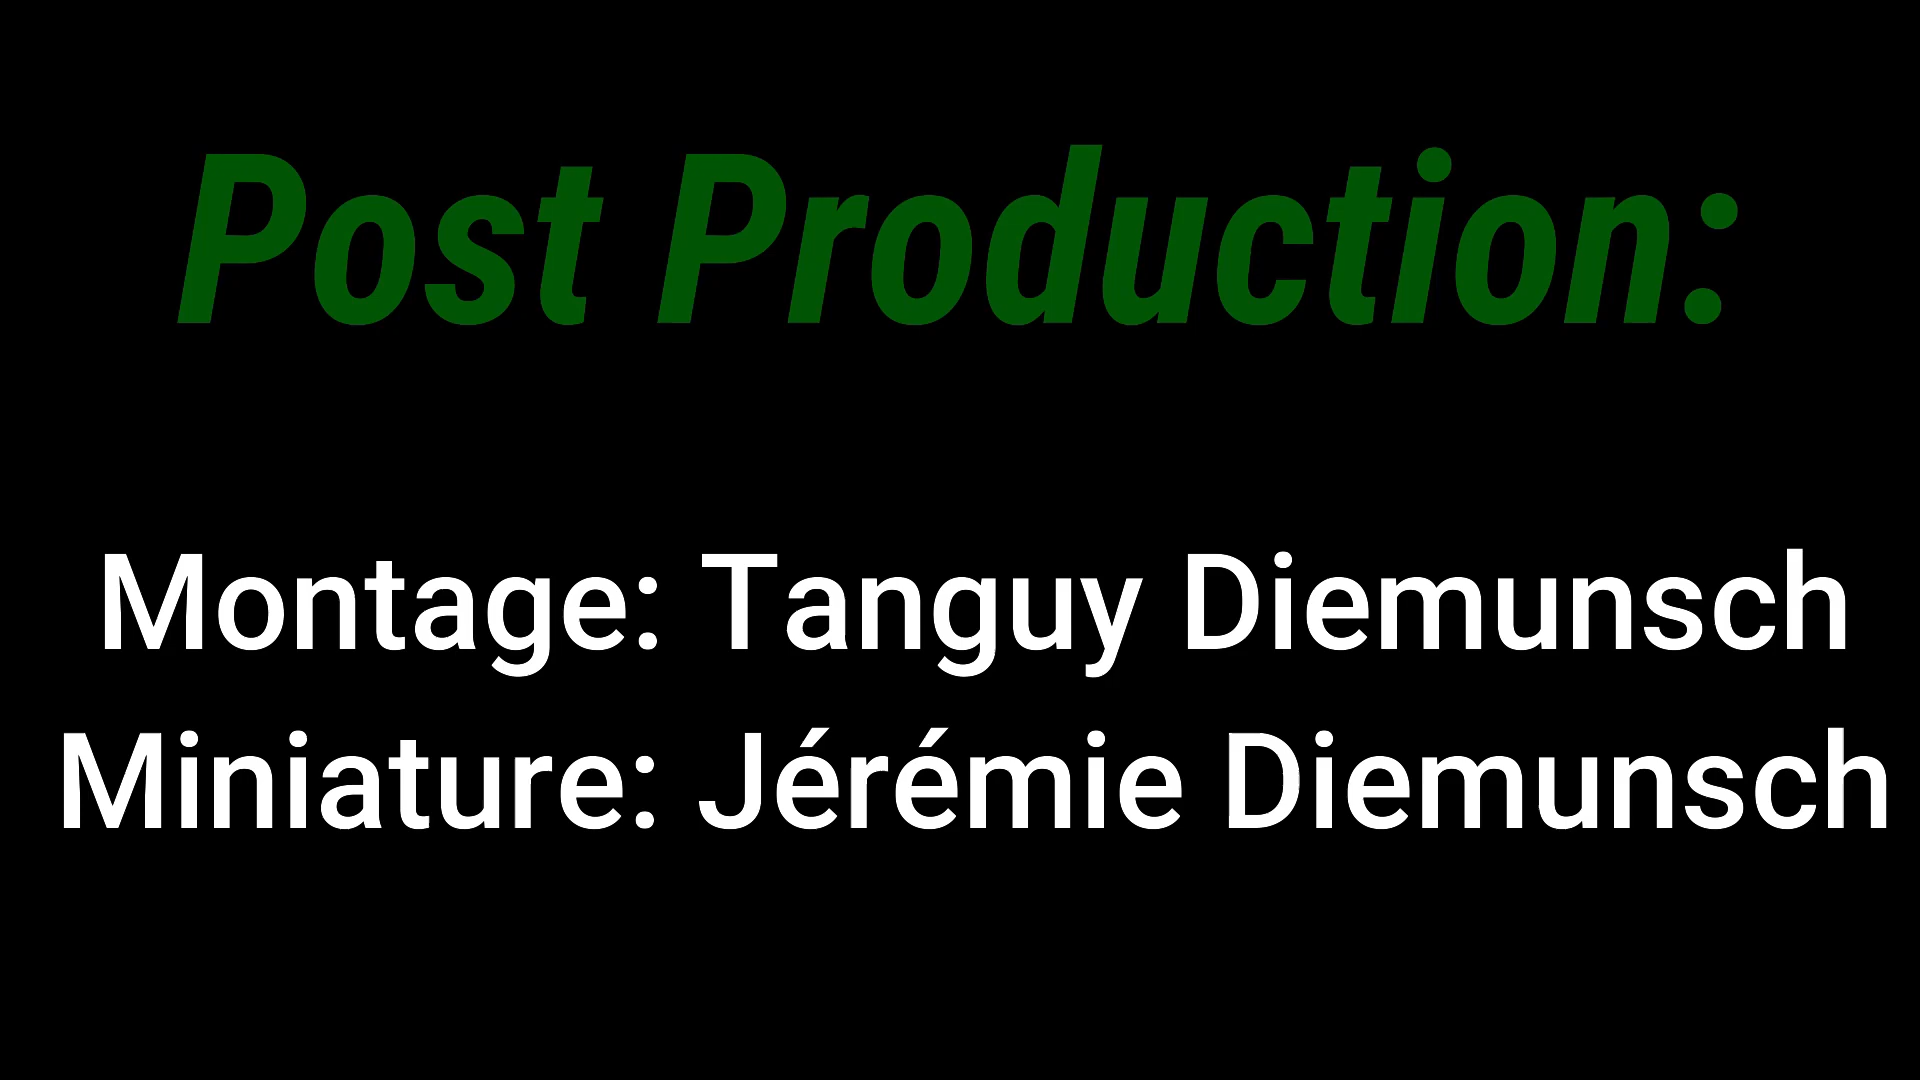 Post Production:
Montage: Tanguy Diemunsch
Miniature: Jérémie Diemunsch